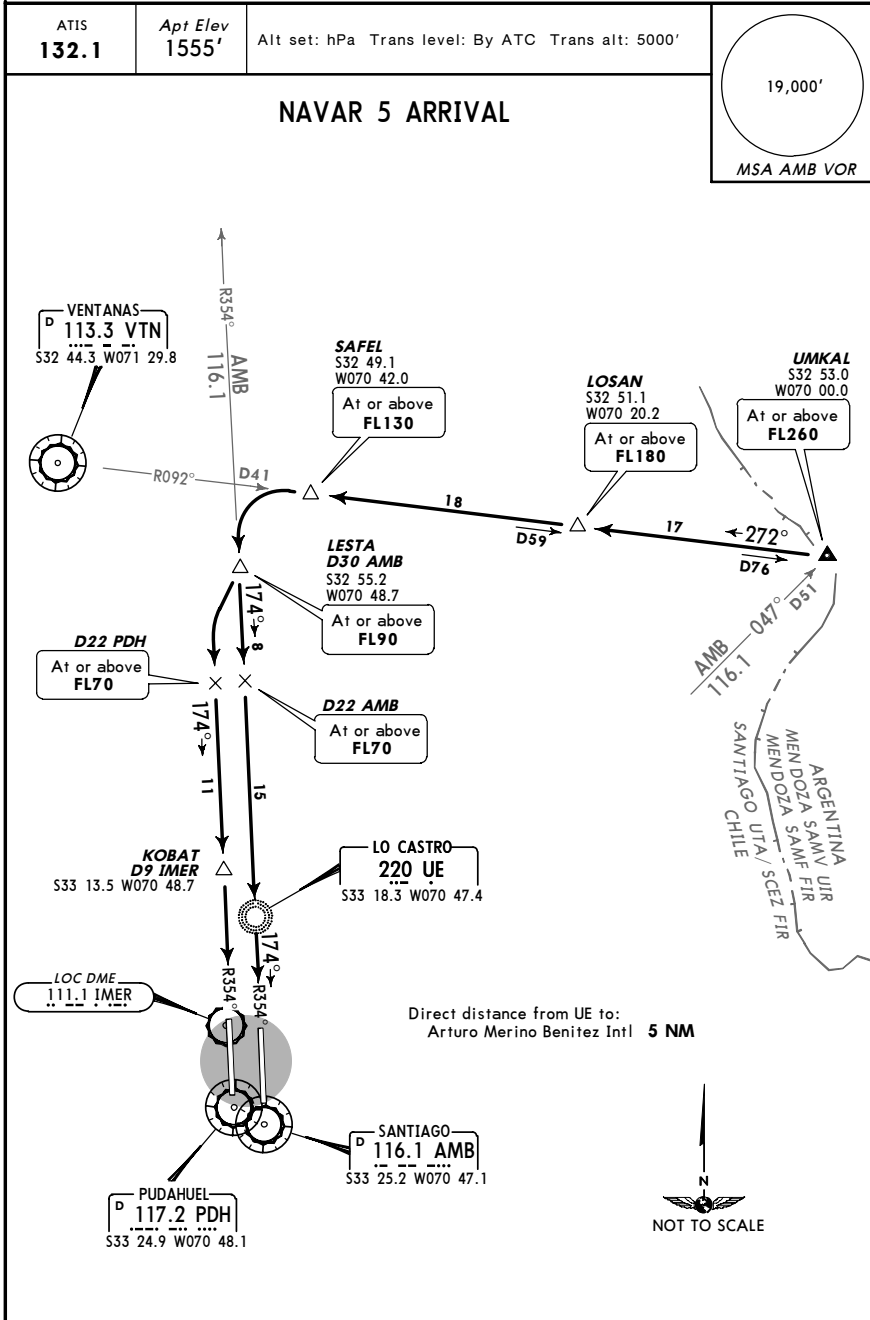 ATIS
132.1
Apt Elev
1555'
Alt set: hPa Trans level: By ATC Trans alt: 5000'
19,000'
MSA AMB VOR
NAVAR 5 ARRIVAL
R354°
AMB
116.1
VENTANAS
D 113.3 VTN
S32 44.3 W071 29.8
R092°
D41
SAFEL
S32 49.1
W070 42.0
At or above
FL130
LOSAN
S32 51.1
W070 20.2
At or above
FL180
UMKAL
S32 53.0
W070 00.0
At or above
FL260
18
D59
17
272°
D76
AMB 047° D51
116.1
LESTA
D30 AMB
S32 55.2
W070 48.7
At or above
FL90
174°
8
D22 PDH
At or above
FL70
D22 AMB
At or above
FL70
174°
11
15
ARGENTINA
MENDOZA SAMV UIR
MENDOZA SAMF FIR
SANTIAGO UTA/ SCEZ FIR
CHILE
KOBAT
D9 IMER
S33 13.5 W070 48.7
LO CASTRO
220 UE
S33 18.3 W070 47.4
174°
R354°
R354°
LOC DME
111.1 IMER
Direct distance from UE to:
Arturo Merino Benitez Intl 5 NM
SANTIAGO
D 116.1 AMB
S33 25.2 W070 47.1
PUDAHUEL
D 117.2 PDH
S33 24.9 W070 48.1
N
NOT TO SCALE